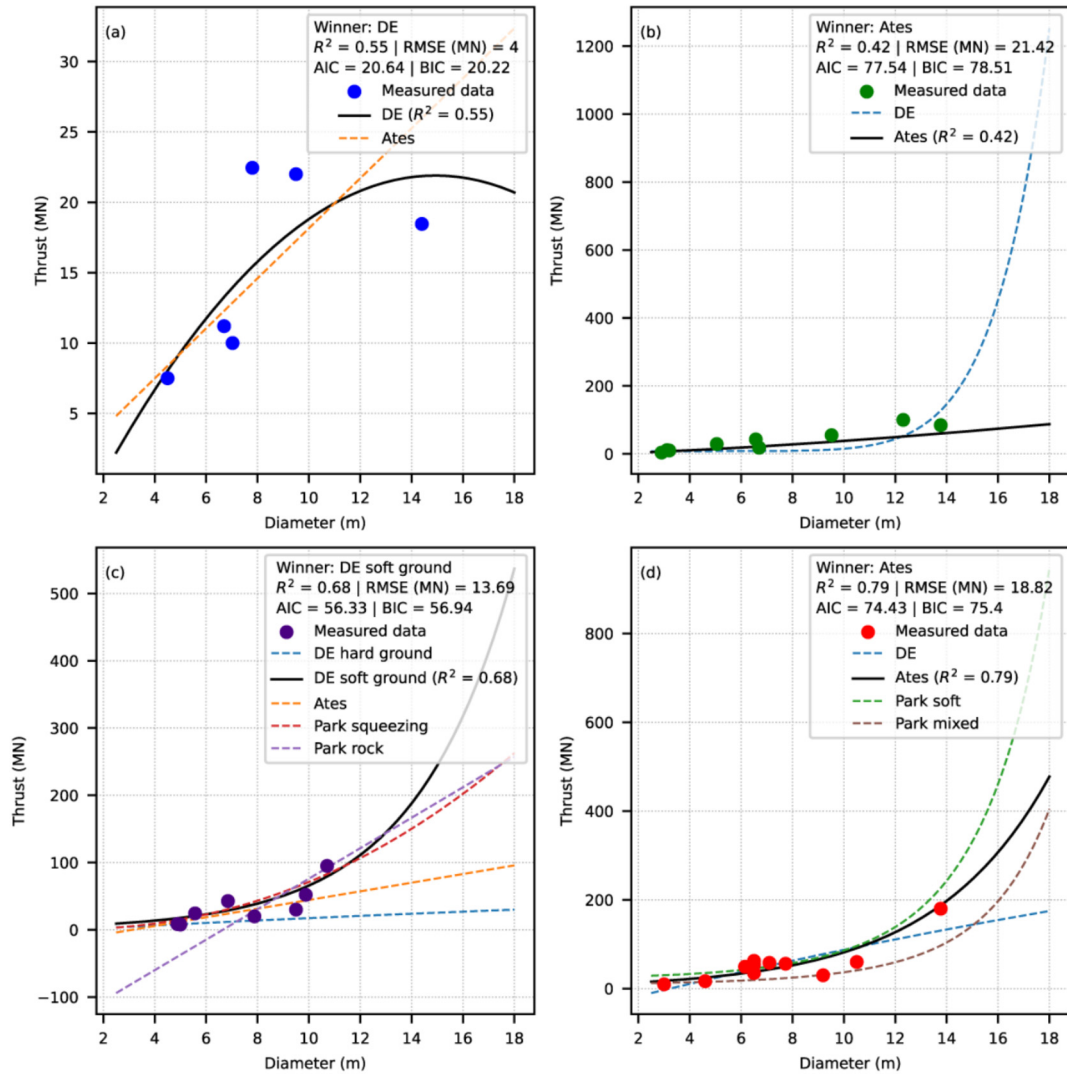 (a)
Winner: DE
R² = 0.55 | RMSE (MN) = 4
AIC = 20.64 | BIC = 20.22
Measured data
DE (R² = 0.55)
Ates
Thrust (MN)
30
25
20
15
10
5
2 4 6 8 10 12 14 16 18
Diameter (m)
(b)
Winner: Ates
R² = 0.42 | RMSE (MN) = 21.42
AIC = 77.54 | BIC = 78.51
Measured data
DE
Ates (R² = 0.42)
Thrust (MN)
1200
1000
800
600
400
200
0
2 4 6 8 10 12 14 16 18
Diameter (m)
(c)
Winner: DE soft ground
R² = 0.68 | RMSE (MN) = 13.69
AIC = 56.33 | BIC = 56.94
Measured data
DE hard ground
DE soft ground (R² = 0.68)
Ates
Park squeezing
Park rock
Thrust (MN)
500
400
300
200
100
0
−100
2 4 6 8 10 12 14 16 18
Diameter (m)
(d)
Winner: Ates
R² = 0.79 | RMSE (MN) = 18.82
AIC = 74.43 | BIC = 75.4
Measured data
DE
Ates (R² = 0.79)
Park soft
Park mixed
Thrust (MN)
800
600
400
200
0
2 4 6 8 10 12 14 16 18
Diameter (m)